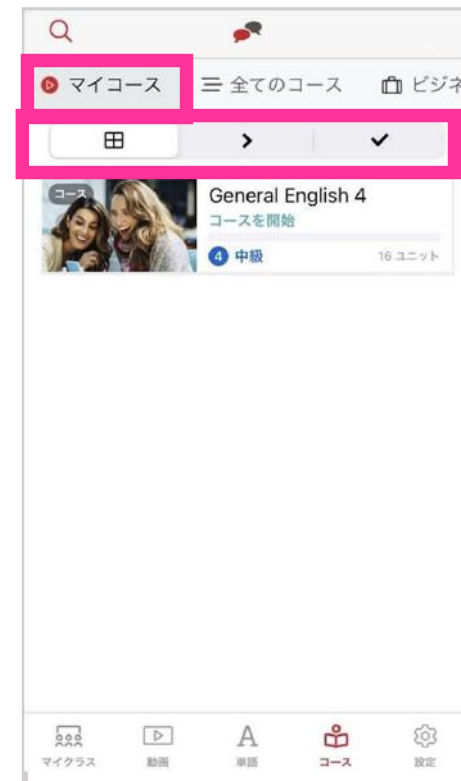 マイコース 全てのコース ビジネ
コース
General English 4
コースを開始
4 中級 16 ユニット
マイクラス 動画 単語 コース 設定